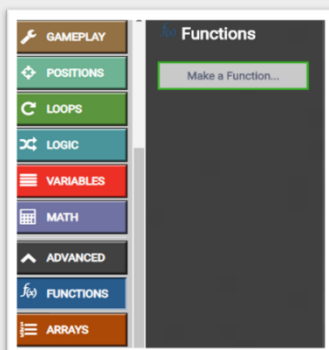 GAMEPLAY
POSITIONS
LOOPS
LOGIC
VARIABLES
MATH
ADVANCED
f(x) FUNCTIONS
ARRAYS
f(x) Functions
Make a Function...